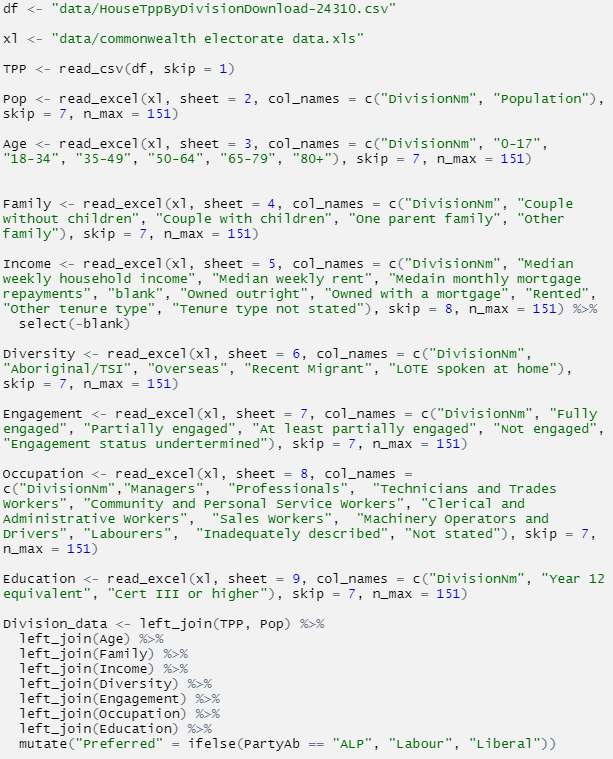 df <- "data/HouseTppByDivisionDownload-24310.csv"
xl <- "data/commonwealth electorate data.xls"
TPP <- read_csv(df, skip = 1)
Pop <- read_excel(xl, sheet = 2, col_names = c("DivisionNm", "Population"),
skip = 7, n_max = 151)
Age <- read_excel(xl, sheet = 3, col_names = c("DivisionNm", "0-17",
"18-34", "35-49", "50-64", "65-79", "80+"), skip = 7, n_max = 151)
Family <- read_excel(xl, sheet = 4, col_names = c("DivisionNm", "Couple
without children", "Couple with children", "One parent family", "Other
family"), skip = 7, n_max = 151)
Income <- read_excel(xl, sheet = 5, col_names = c("DivisionNm", "Median
weekly household income", "Median weekly rent", "Medain monthly mortgage
repayments", "blank", "Owned outright", "Owned with a mortgage", "Rented",
"Other tenure type", "Tenure type not stated"), skip = 8, n_max = 151) %>%
  select(-blank)
Diversity <- read_excel(xl, sheet = 6, col_names = c("DivisionNm",
"Aboriginal/TSI", "Overseas", "Recent Migrant", "LOTE spoken at home"),
skip = 7, n_max = 151)
Engagement <- read_excel(xl, sheet = 7, col_names = c("DivisionNm", "Fully
engaged", "Partially engaged", "At least partially engaged", "Not engaged",
"Engagement status undertermined"), skip = 7, n_max = 151)
Occupation <- read_excel(xl, sheet = 8, col_names =
c("DivisionNm","Managers",  "Professionals",  "Technicians and Trades
Workers", "Community and Personal Service Workers", "Clerical and
Administrative Workers",  "Sales Workers",  "Machinery Operators and
Drivers", "Labourers",  "Inadequately described", "Not stated"), skip = 7,
n_max = 151)
Education <- read_excel(xl, sheet = 9, col_names = c("DivisionNm", "Year 12
equivalent", "Cert III or higher"), skip = 7, n_max = 151)
Division_data <- left_join(TPP, Pop) %>%
  left_join(Age) %>%
  left_join(Family) %>%
  left_join(Income) %>%
  left_join(Diversity) %>%
  left_join(Engagement) %>%
  left_join(Occupation) %>%
  left_join(Education) %>%
  mutate("Preferred" = ifelse(PartyAb == "ALP", "Labour", "Liberal"))